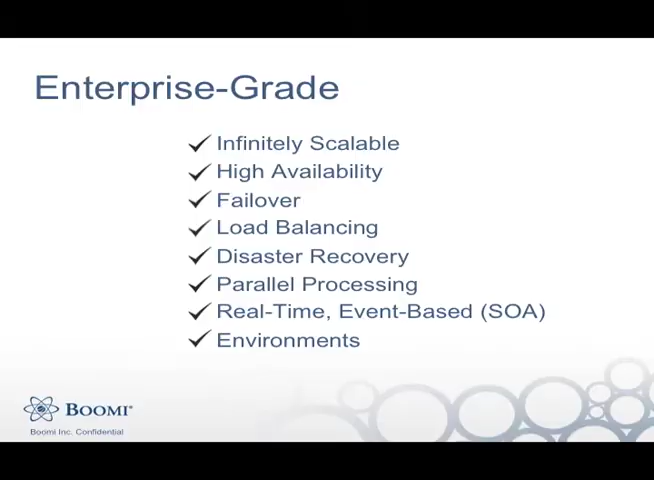 Enterprise-Grade
Infinitely Scalable
High Availability
Failover
Load Balancing
Disaster Recovery
Parallel Processing
Real-Time, Event-Based (SOA)
Environments
BOOMI®
Boomi Inc. Confidential